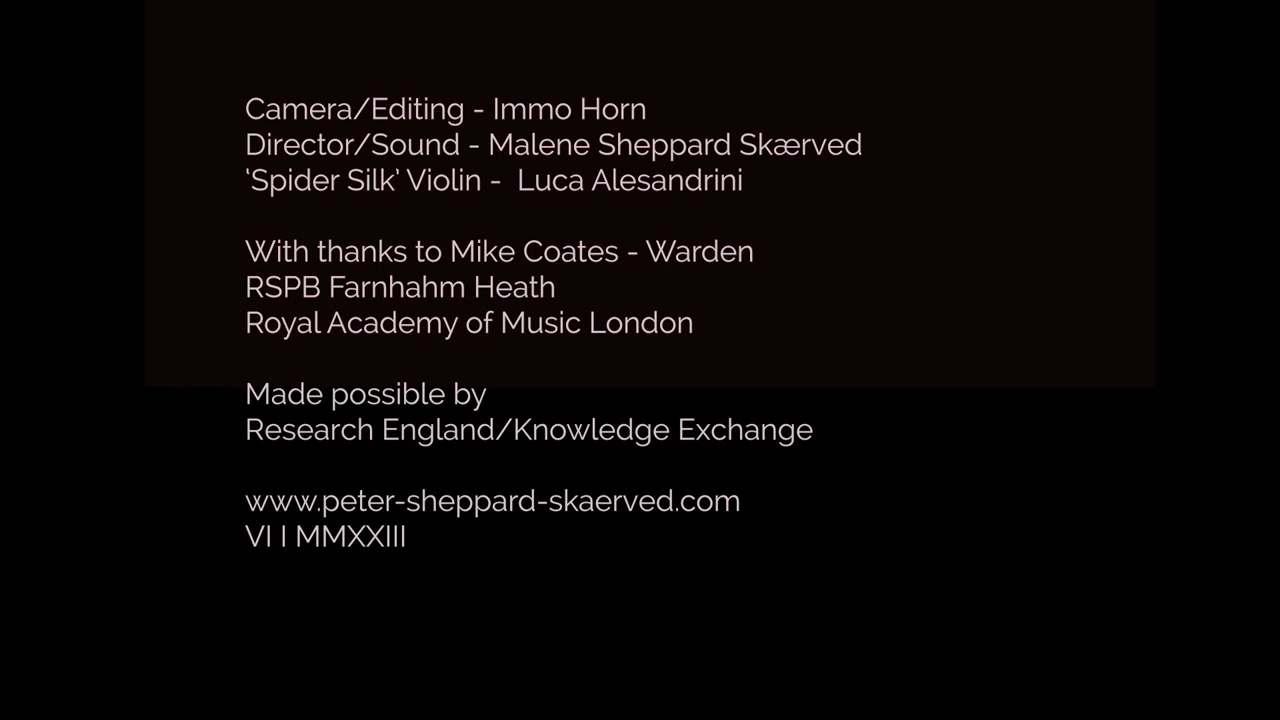 Camera/Editing - Immo Horn
Director/Sound - Malene Sheppard Skærved
‘Spider Silk’ Violin -  Luca Alesandrini
With thanks to Mike Coates - Warden
RSPB Farnhahm Heath
Royal Academy of Music London
Made possible by
Research England/Knowledge Exchange
www.peter-sheppard-skaerved.com
VI I MMXXIII